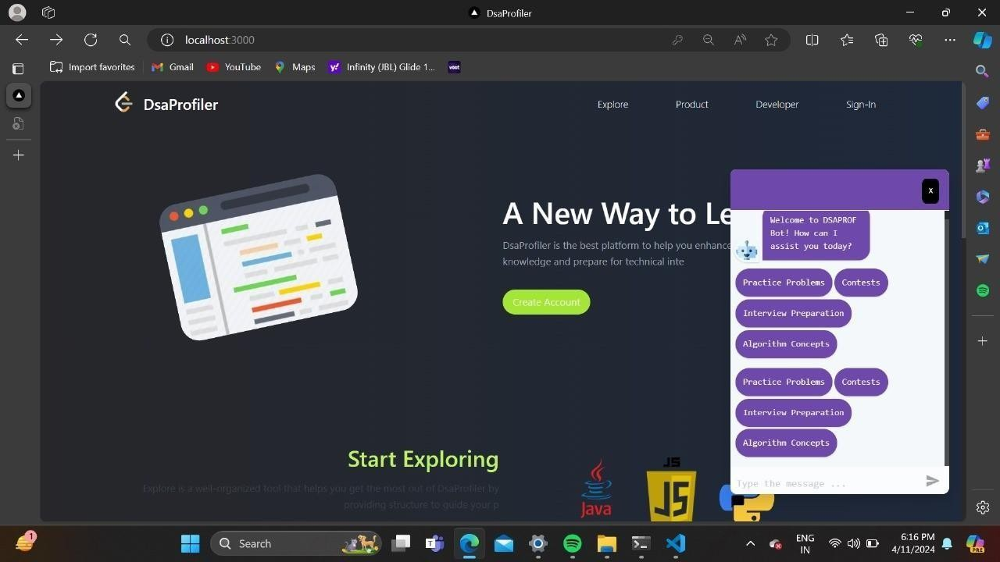 DsaProfiler
localhost:3000
Import favorites
Gmail
YouTube
Maps
Infinity (JBL) Glide 1...
voot
DsaProfiler
Explore
Product
Developer
Sign-In
A New Way to Le
DsaProfiler is the best platform to help you enhance
knowledge and prepare for technical inte
Create Account
x
Welcome to DSAPROF
Bot! How can I
assist you today?
Practice Problems
Contests
Interview Preparation
Algorithm Concepts
Practice Problems
Contests
Interview Preparation
Algorithm Concepts
Type the message ...
Start Exploring
Explore is a well-organized tool that helps you get the most out of DsaProfiler by
providing structure to guide your p
Java
JS
JS
1
Search
ENG
IN
6:16 PM
4/11/2024
PRE